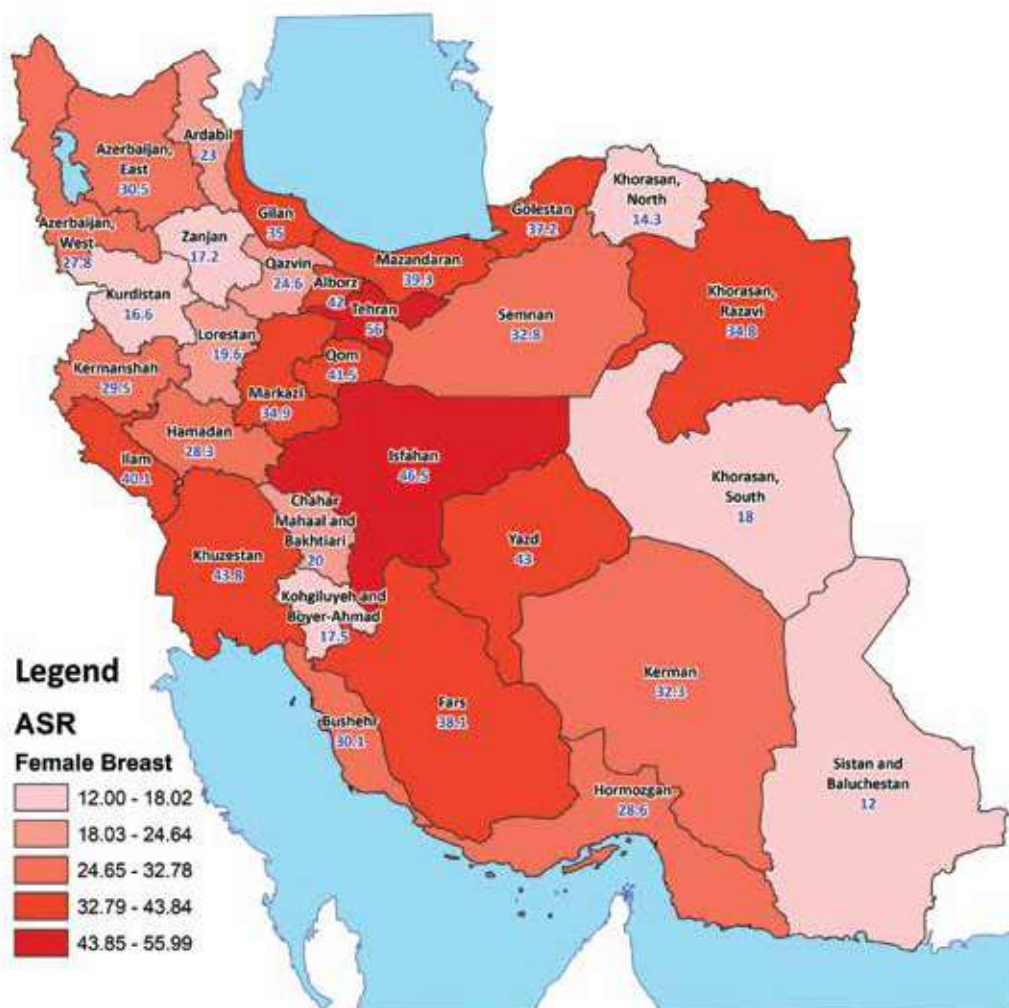 Ardabil
23
Azerbaijan,
East
30.5
Azerbaijan,
West
27.8
Gilan
35
Zanjan
17.2
Golestan
37.2
Khorasan,
North
14.3
Mazandaran
39.3
Qazvin
24.6
Alborz
42
Tehran
56
Kurdistan
16.6
Semnan
32.8
Khorasan,
Razavi
34.8
Lorestan
19.6
Kermanshah
29.5
Qom
41.5
Markazi
34.9
Hamadan
28.3
Ilam
40.1
Isfahan
46.5
Khorasan,
South
18
Chahar
Mahaal and
Bakhtiari
20
Khuzestan
43.8
Yazd
43
Kohgiluyeh and
Boyer-Ahmad
17.5
Kerman
32.3
Fars
38.1
Bushehr
30.1
Hormozgan
28.6
Sistan and
Baluchestan
12
Legend
ASR
Female Breast
12.00 - 18.02
18.03 - 24.64
24.65 - 32.78
32.79 - 43.84
43.85 - 55.99